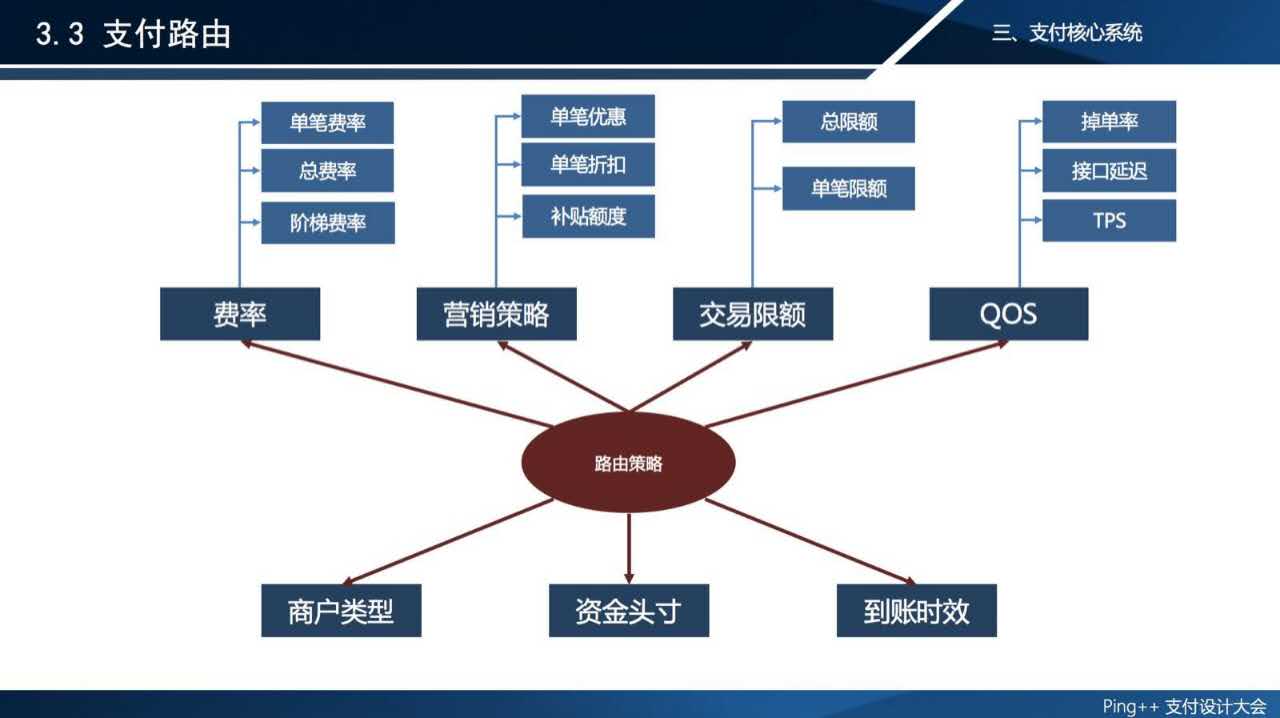 3.3 支付路由
三、支付核心系统
单笔费率
总费率
阶梯费率
单笔优惠
单笔折扣
补贴额度
总限额
单笔限额
掉单率
接口延迟
TPS
费率
营销策略
交易限额
QOS
路由策略
商户类型
资金头寸
到账时效
Ping++ 支付设计大会